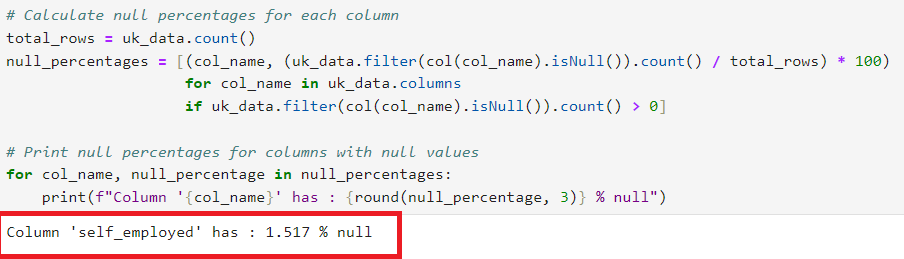 # Calculate null percentages for each column
total_rows = uk_data.count()
null_percentages = [(col_name, (uk_data.filter(col(col_name).isNull()).count() / total_rows) * 100)
                    for col_name in uk_data.columns
                    if uk_data.filter(col(col_name).isNull()).count() > 0]
# Print null percentages for columns with null values
for col_name, null_percentage in null_percentages:
    print(f"Column '{col_name}' has : {round(null_percentage, 3)} % null")
Column 'self_employed' has : 1.517 % null